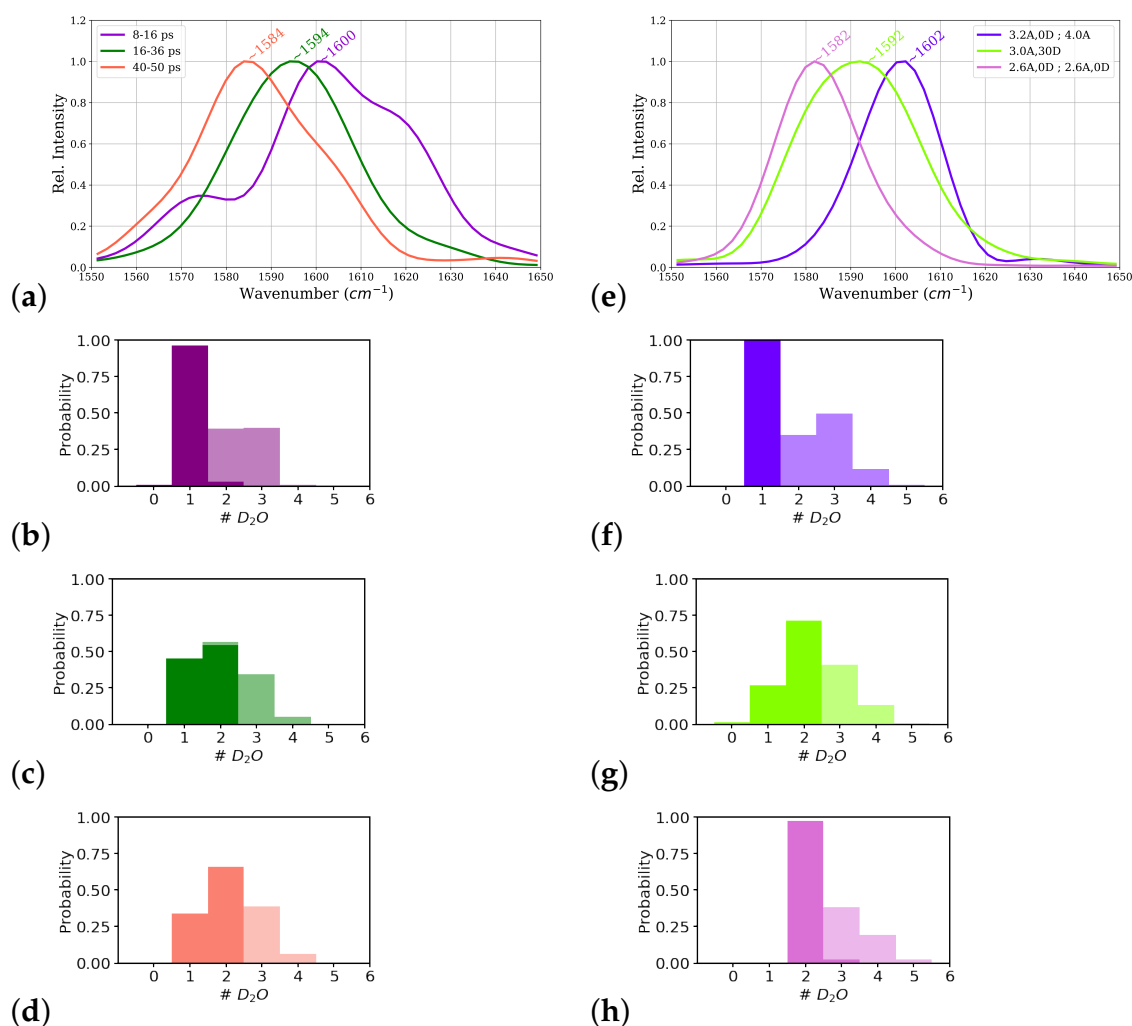 1.2
1.0
0.8
0.6
0.4
0.2
0.0
Rel. Intensity
8-16 ps
16-36 ps
40-50 ps
~1584
~1594
~1600
1550 1560 1570 1580 1590 1600 1610 1620 1630 1640 1650
Wavenumber (cm⁻¹)
(a)
1.2
1.0
0.8
0.6
0.4
0.2
0.0
Rel. Intensity
3.2A,0D ; 4.0A
3.0A,30D
2.6A,0D ; 2.6A,0D
~1582
~1592
~1602
1550 1560 1570 1580 1590 1600 1610 1620 1630 1640 1650
Wavenumber (cm⁻¹)
(e)
1.00
0.75
0.50
0.25
0.00
Probability
0 1 2 3 4 5 6
# D₂O
(b)
1.00
0.75
0.50
0.25
0.00
Probability
0 1 2 3 4 5 6
# D₂O
(f)
1.00
0.75
0.50
0.25
0.00
Probability
0 1 2 3 4 5 6
# D₂O
(c)
1.00
0.75
0.50
0.25
0.00
Probability
0 1 2 3 4 5 6
# D₂O
(g)
1.00
0.75
0.50
0.25
0.00
Probability
0 1 2 3 4 5 6
# D₂O
(d)
1.00
0.75
0.50
0.25
0.00
Probability
0 1 2 3 4 5 6
# D₂O
(h)